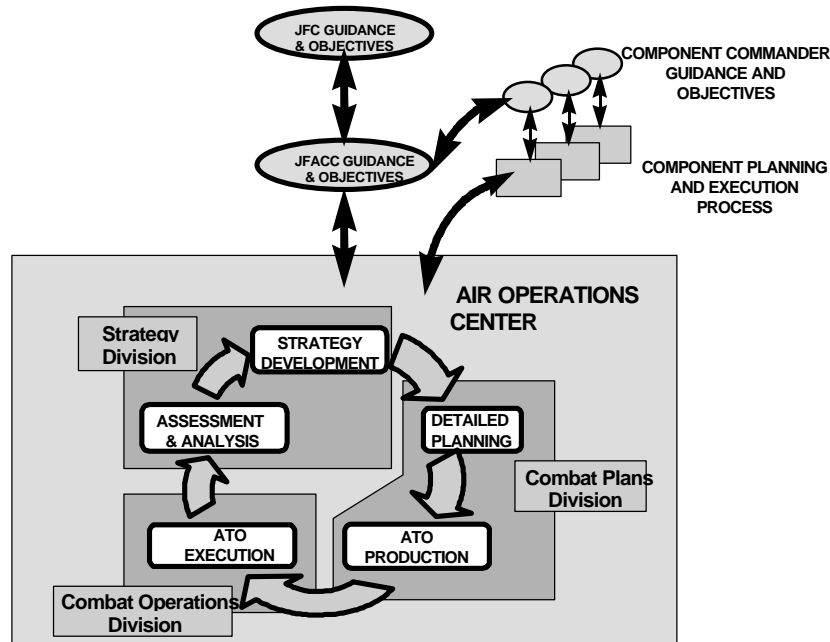 JFC GUIDANCE
& OBJECTIVES
COMPONENT COMMANDER
GUIDANCE AND
OBJECTIVES
JFACC GUIDANCE
& OBJECTIVES
COMPONENT PLANNING
AND EXECUTION
PROCESS
AIR OPERATIONS
CENTER
Strategy
Division
STRATEGY
DEVELOPMENT
ASSESSMENT
& ANALYSIS
DETAILED
PLANNING
Combat Plans
Division
ATO
EXECUTION
ATO
PRODUCTION
Combat Operations
Division